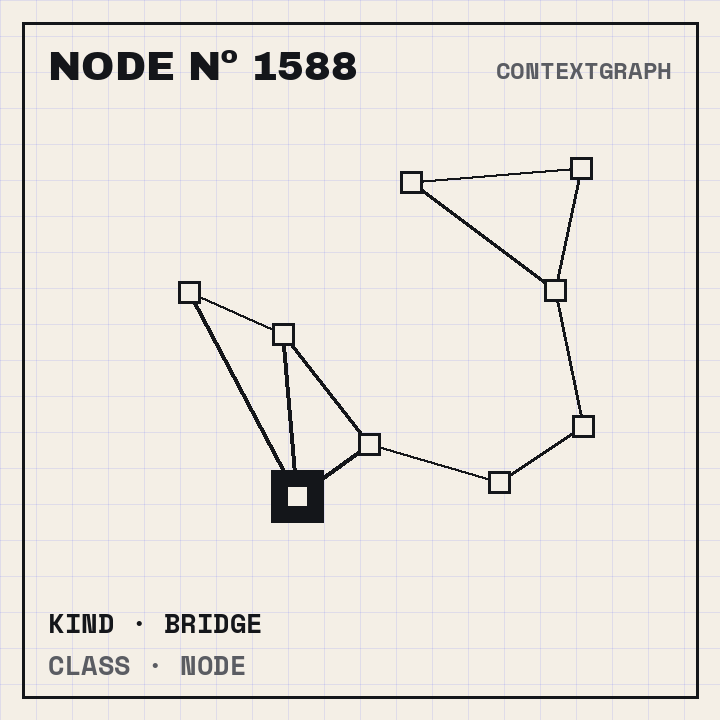 NODE Nº 1588
CONTEXTGRAPH
KIND · BRIDGE
CLASS · NODE